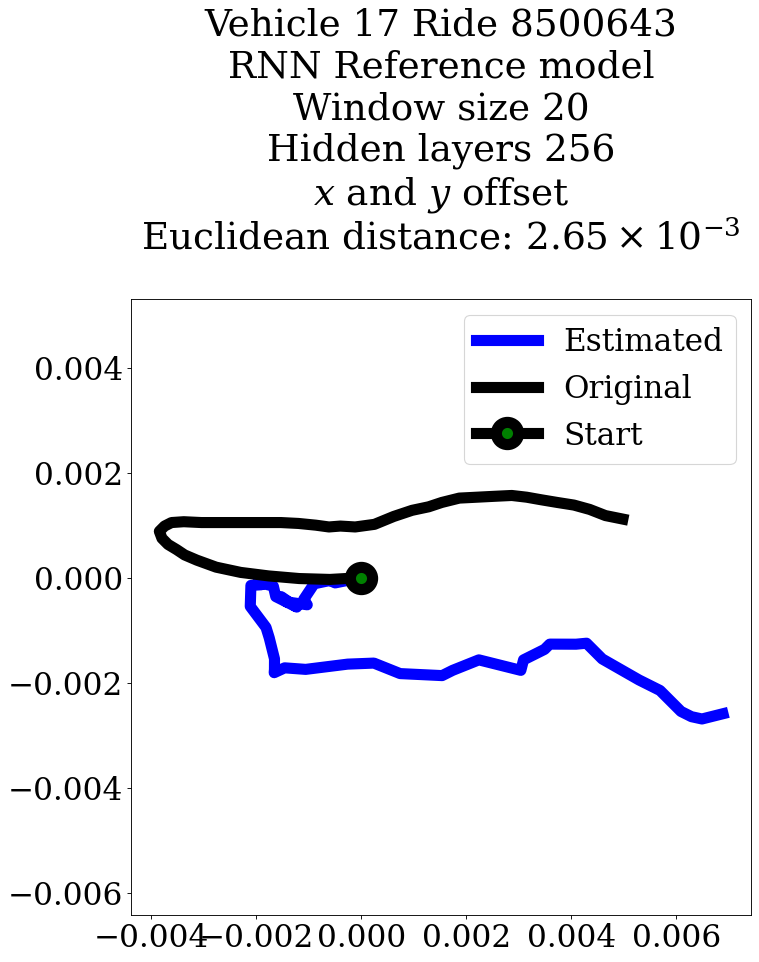 Vehicle 17 Ride 8500643
RNN Reference model
Window size 20
Hidden layers 256
x and y offset
Euclidean distance: 2.65 × 10⁻³
Estimated
Original
Start
0.004
0.002
0.000
−0.002
−0.004
−0.006
−0.004 −0.002 0.000 0.002 0.004 0.006